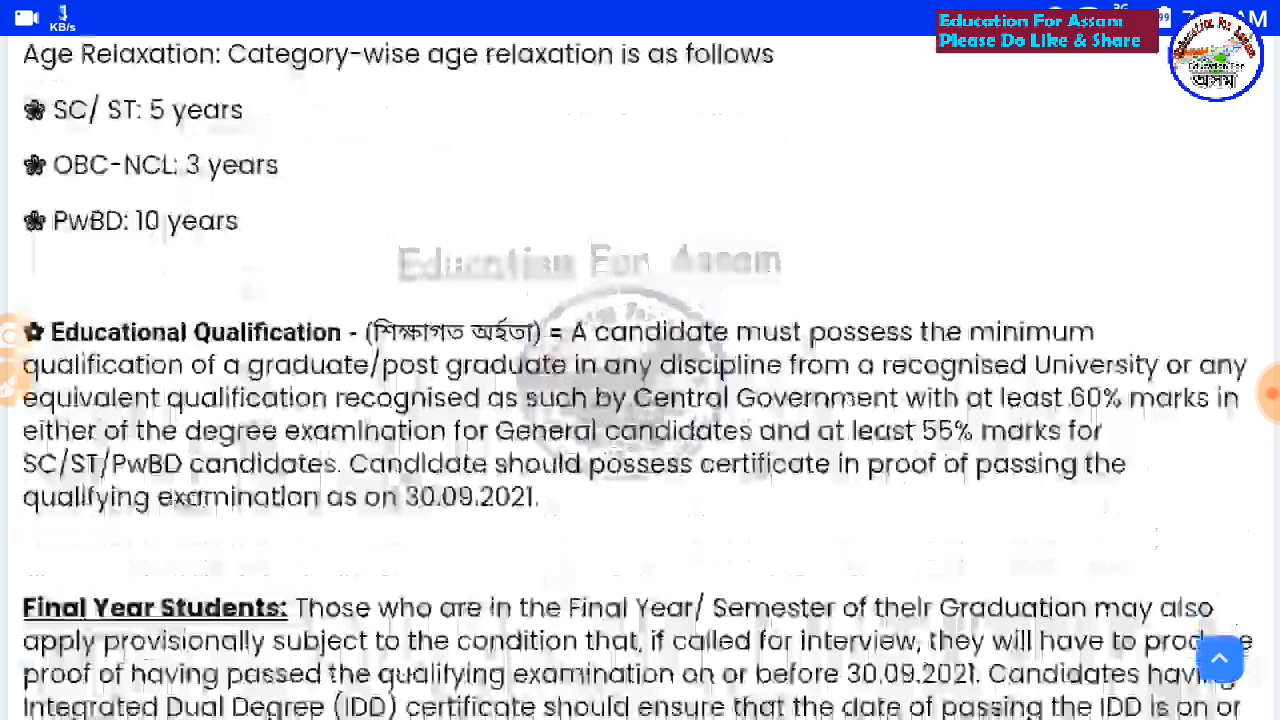 1
KB/s
Education For Assam
Please Do Like & Share
Age Relaxation: Category-wise age relaxation is as follows
❀ SC/ ST: 5 years
❀ OBC-NCL: 3 years
❀ PwBD: 10 years
Education For Assam
✿ Educational Qualification - (শিক্ষাগত অৰ্হতা) = A candidate must possess the minimum
qualification of a graduate/post graduate in any discipline from a recognised University or any
equivalent qualification recognised as such by Central Government with at least 60% marks in
either of the degree examination for General candidates and at least 55% marks for
SC/ST/PwBD candidates. Candidate should possess certificate in proof of passing the
qualifying examination as on 30.09.2021.
Final Year Students: Those who are in the Final Year/ Semester of their Graduation may also
apply provisionally subject to the condition that, if called for interview, they will have to
proof of having passed the qualifying examination on or before 30.09.2021. Candidates
Integrated Dual Degree (IDD) certificate should ensure that the date of passing the IDD is on or